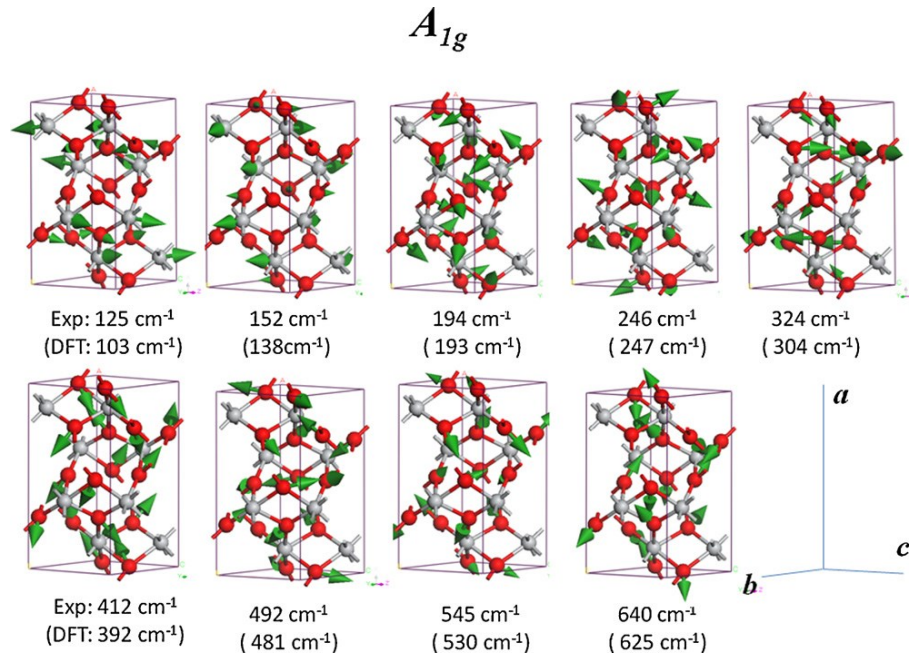 A1g
Exp: 125 cm⁻¹
(DFT: 103 cm⁻¹)
152 cm⁻¹
(138cm⁻¹)
194 cm⁻¹
( 193 cm⁻¹)
246 cm⁻¹
( 247 cm⁻¹)
324 cm⁻¹
( 304 cm⁻¹)
Exp: 412 cm⁻¹
(DFT: 392 cm⁻¹)
492 cm⁻¹
( 481 cm⁻¹)
545 cm⁻¹
( 530 cm⁻¹)
640 cm⁻¹
( 625 cm⁻¹)
a
c
b